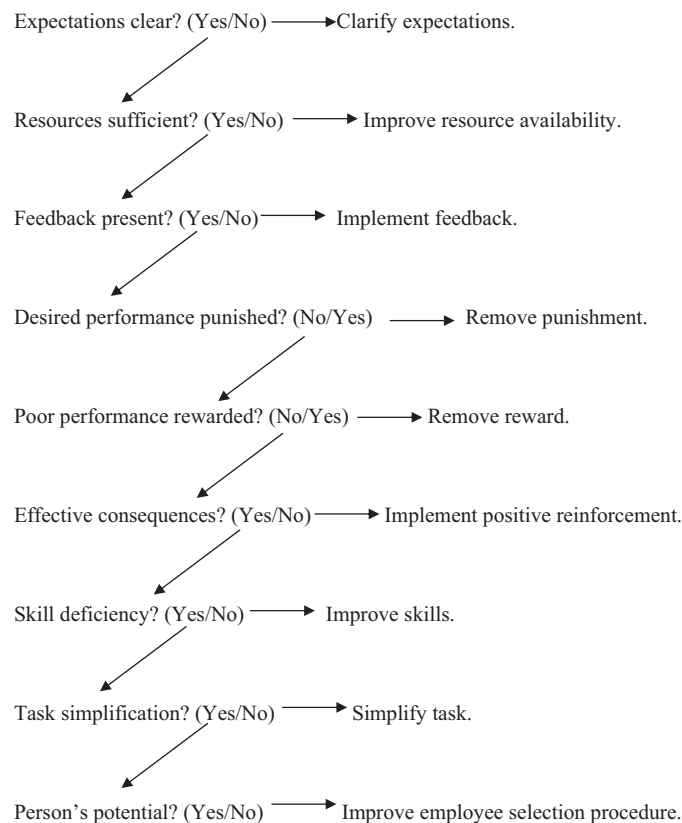 Expectations clear? (Yes/No) Clarify expectations.
Resources sufficient? (Yes/No) Improve resource availability.
Feedback present? (Yes/No) Implement feedback.
Desired performance punished? (No/Yes) Remove punishment.
Poor performance rewarded? (No/Yes) Remove reward.
Effective consequences? (Yes/No) Implement positive reinforcement.
Skill deficiency? (Yes/No) Improve skills.
Task simplification? (Yes/No) Simplify task.
Person’s potential? (Yes/No) Improve employee selection procedure.